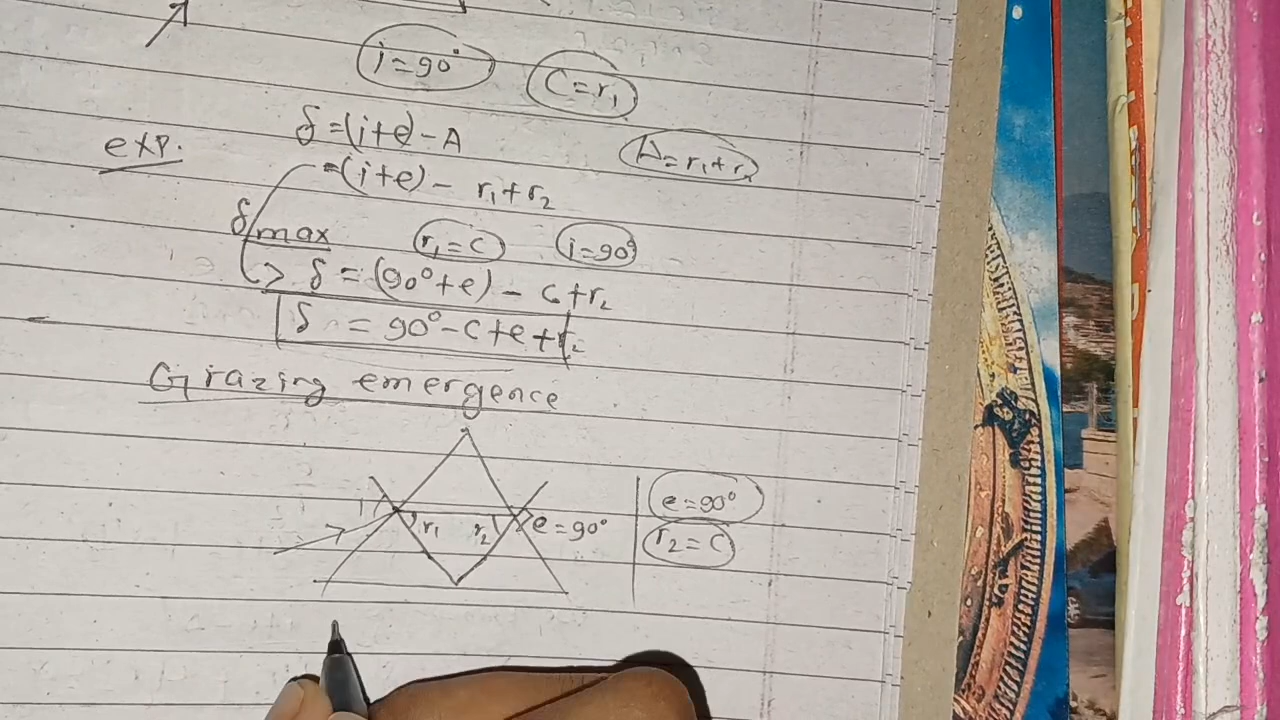 i=90° C=r₁
δ=(i+e)-A A=r₁+r₂
exp.
=(i+e)- r₁+r₂
δmax r₁=C i=90°
δ=(90°+e)-C+r₂
δ = 90°-C+e+r₂
Grazing emergence
i r₁ r₂ e=90° e=90°
r₂=C